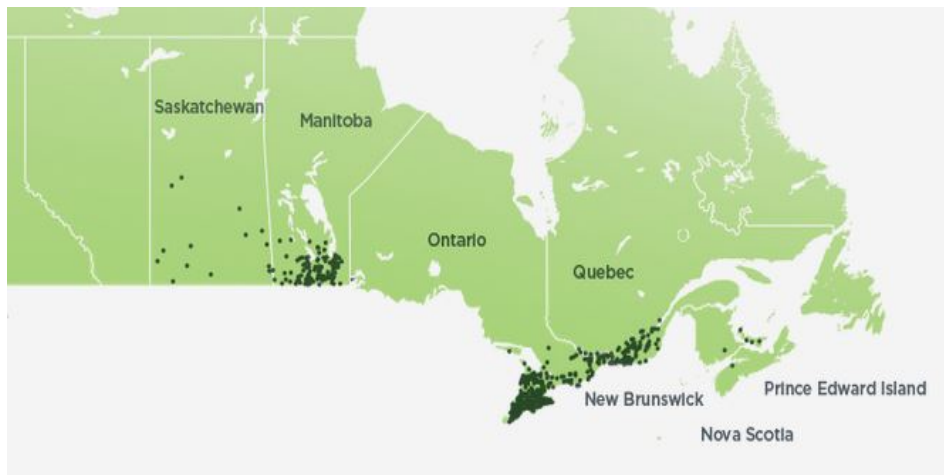 Saskatchewan
Manitoba
Ontario
Quebec
New Brunswick
Prince Edward Island
Nova Scotia